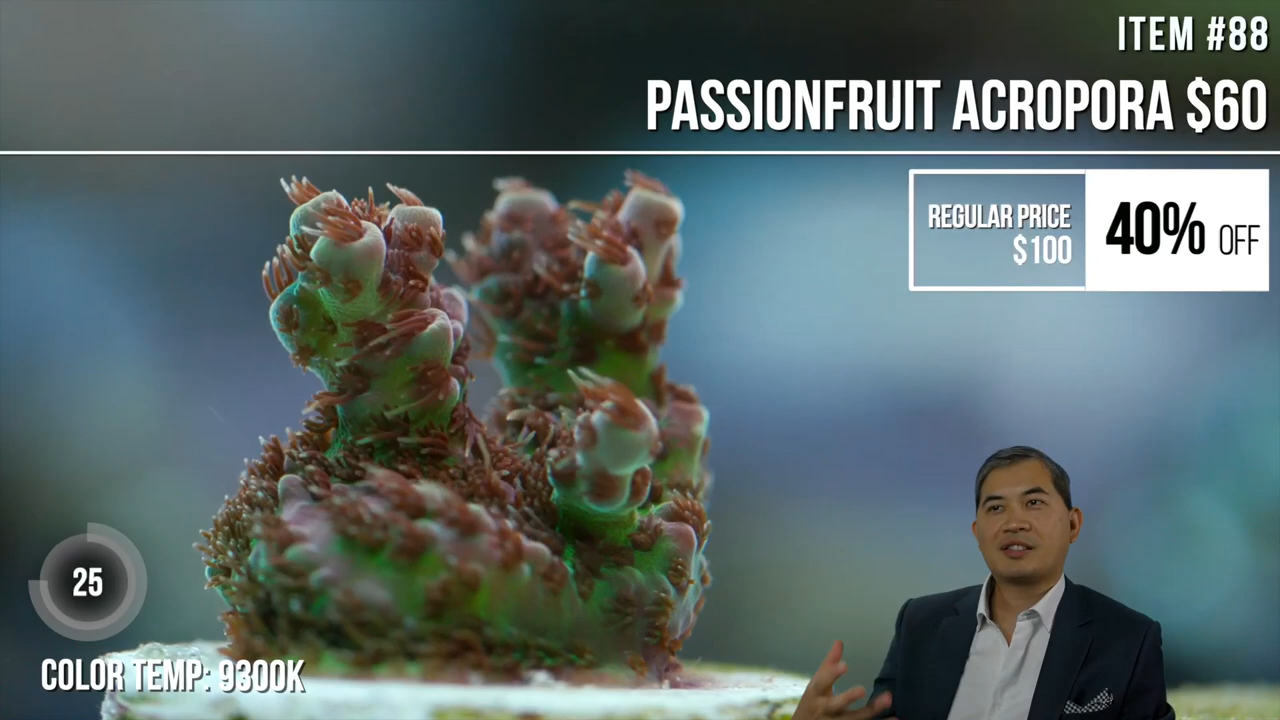 ITEM #88
PASSIONFRUIT ACROPORA $60
REGULAR PRICE
$100
40% OFF
25
COLOR TEMP: 9300K